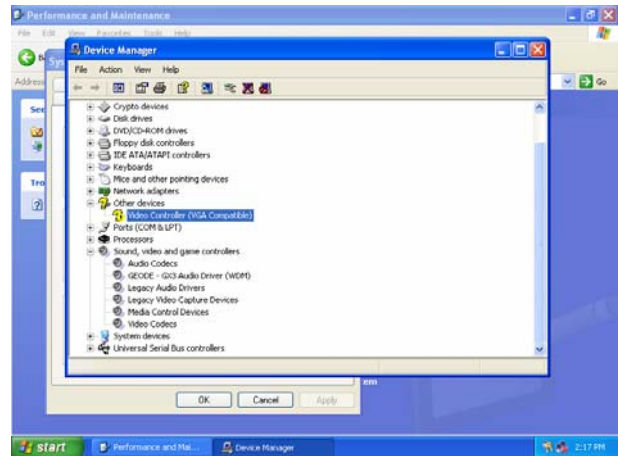 Performance and Maintenance
File Edit View Favorites Tools Help
Device Manager
File Action View Help
Address
Go
Crypto devices
Disk drives
DVD/CD-ROM drives
Floppy disk controllers
IDE ATA/ATAPI controllers
Keyboards
Mice and other pointing devices
Network adapters
Other devices
Video Controller (VGA Compatible)
Ports (COM & LPT)
Processors
Sound, video and game controllers
Audio Codecs
GEODE - GX3 Audio Driver (WDM)
Legacy Audio Drivers
Legacy Video Capture Devices
Media Control Devices
Video Codecs
System devices
Universal Serial Bus controllers
em
OK Cancel Apply
start Performance and Mai... Device Manager 2:17 PM